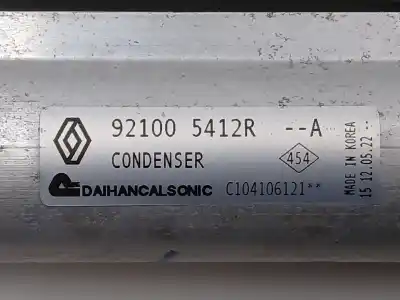 92100 5412R --A
CONDENSER
454
DAIHANCALSONIC C104106121**
MADE IN KOREA
15 12.05.22 --